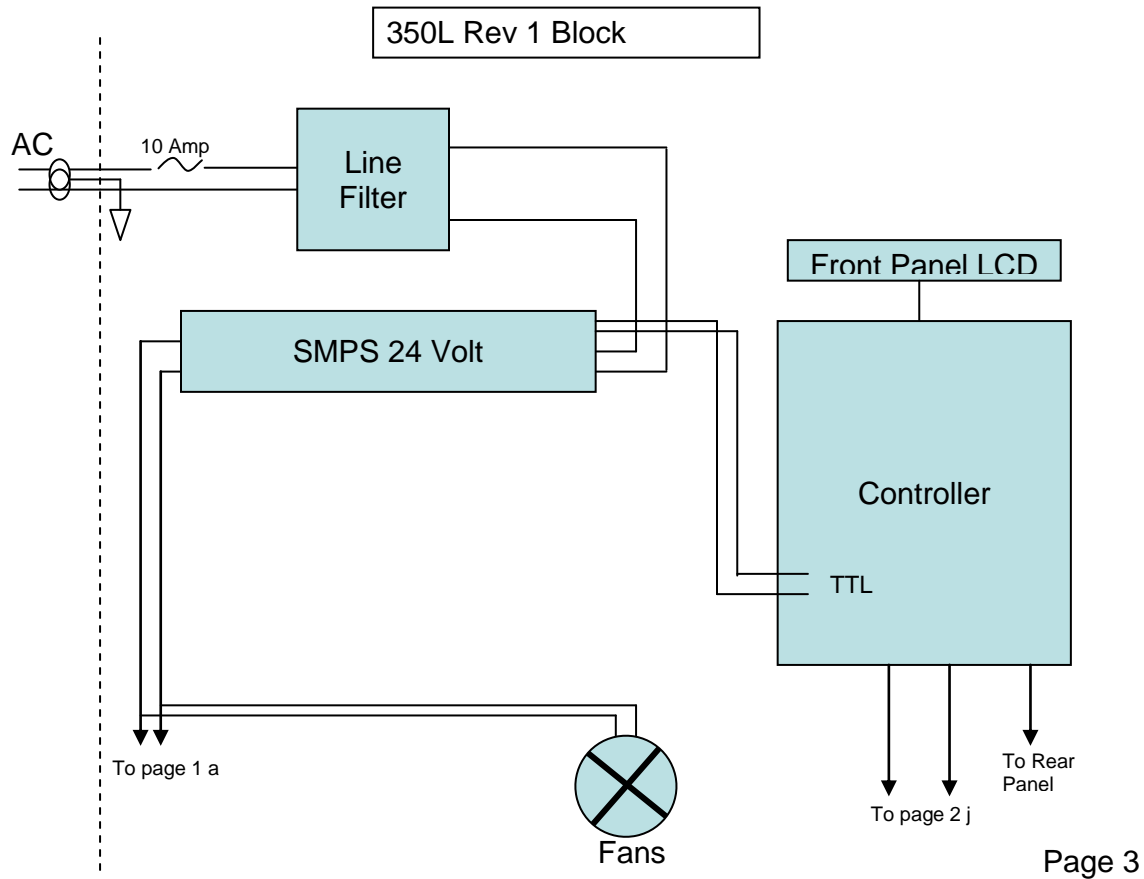 350L Rev 1 Block
AC
10 Amp
Line
Filter
Front Panel LCD
SMPS 24 Volt
Controller
TTL
To page 1 a
To Rear
Panel
To page 2 j
Fans
Page 3